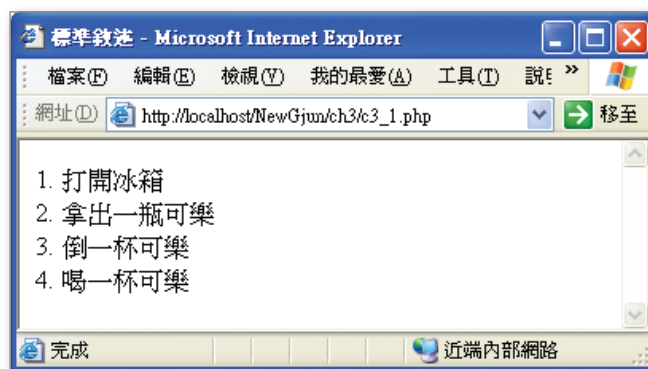 標準敘述 - Microsoft Internet Explorer
檔案(F) 編輯(E) 檢視(V) 我的最愛(A) 工具(T) »
網址(D) http://localhost/NewGjun/ch3/c3_1.php 移至
1. 打開冰箱
2. 拿出一瓶可樂
3. 倒一杯可樂
4. 喝一杯可樂
完成 近端內部網路